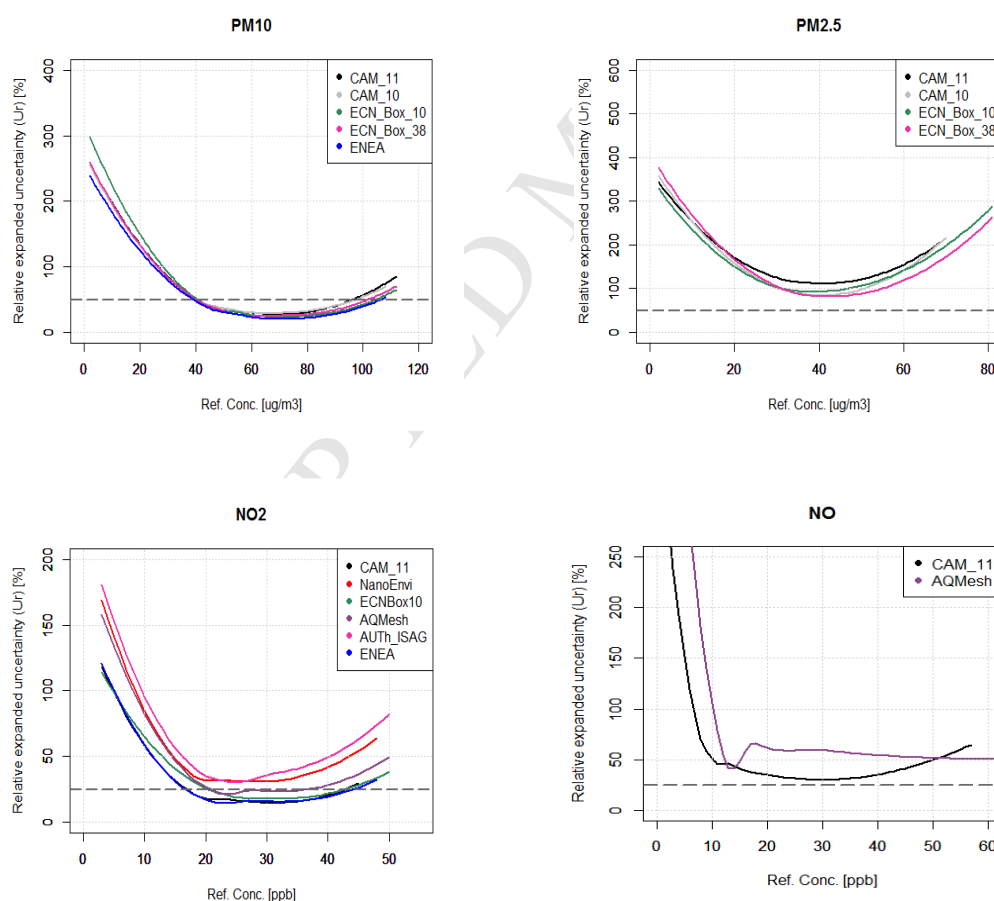 PM10
Relative expanded uncertainty (Ur) [%]
400
300
200
100
0
CAM_11
CAM_10
ECN_Box_10
ECN_Box_38
ENEA
0 20 40 60 80 100 120
Ref. Conc. [ug/m3]
PM2.5
Relative expanded uncertainty (Ur) [%]
600
500
400
300
200
100
0
CAM_11
CAM_10
ECN_Box_10
ECN_Box_38
0 20 40 60 80
Ref. Conc. [ug/m3]
NO2
Relative expanded uncertainty (Ur) [%]
200
150
100
50
0
CAM_11
NanoEnvi
ECNBox10
AQMesh
AUTh_ISAG
ENEA
0 10 20 30 40 50
Ref. Conc. [ppb]
NO
Relative expanded uncertainty (Ur) [%]
250
200
150
100
50
0
CAM_11
AQMesh
0 10 20 30 40 50 60
Ref. Conc. [ppb]